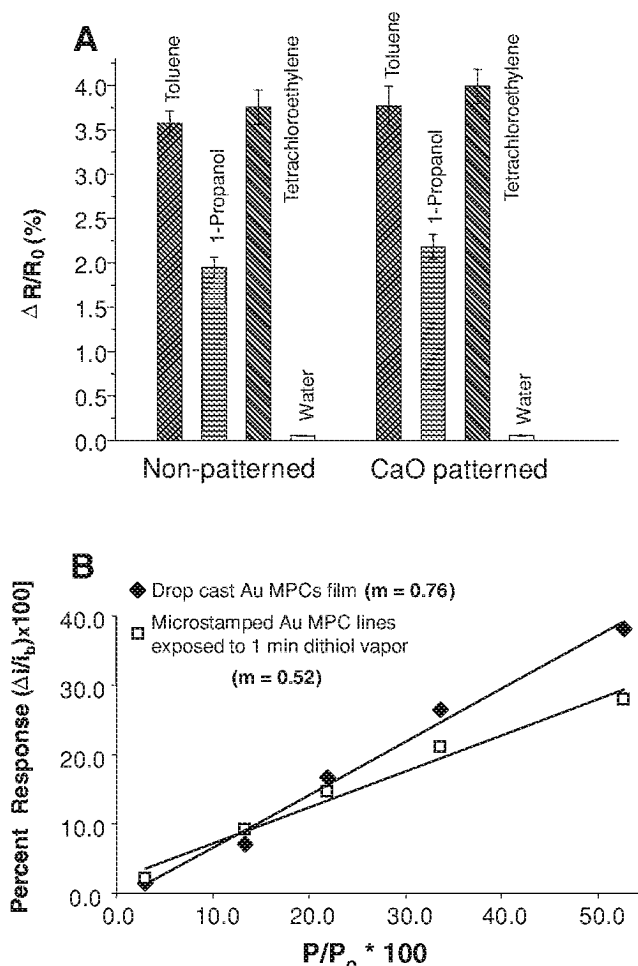 A
Toluene
1-Propanol
Tetrachloroethylene
Water
Toluene
1-Propanol
Tetrachloroethylene
Water
Δ R/R0 (%)
4.0
3.5
3.0
2.5
2.0
1.5
1.0
0.5
0.0
Non-patterned CaO patterned
B
Drop cast Au MPCs film (m = 0.76)
Microstamped Au MPC lines
exposed to 1 min dithiol vapor
(m = 0.52)
Percent Response (Δi/ib)x100]
40.0
30.0
20.0
10.0
0.0
0.0 10.0 20.0 30.0 40.0 50.0
P/Po * 100